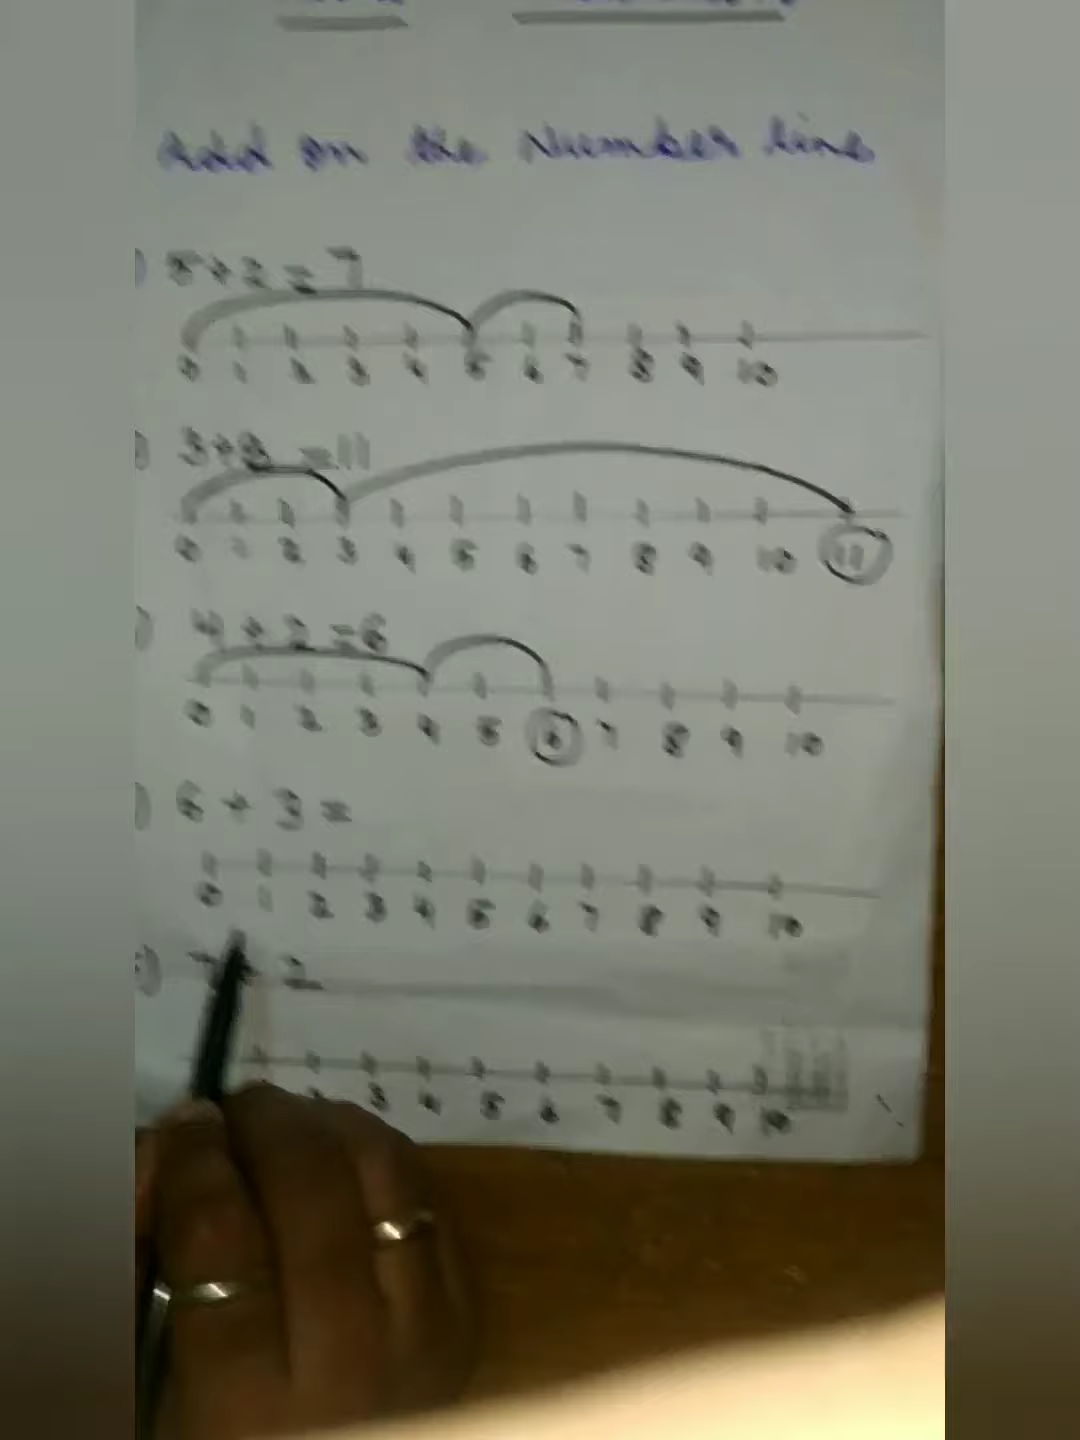 Add on the Number line
5+2=7
0 1 2 3 4 5 6 7 8 9 10
3+8 =11
0 1 2 3 4 5 6 7 8 9 10 11
4+2=6
0 1 2 3 4 5 6 7 8 9 10
6+3=
0 1 2 3 4 5 6 7 8 9 10
7+2
2 3 4 5 6 7 8 9 10